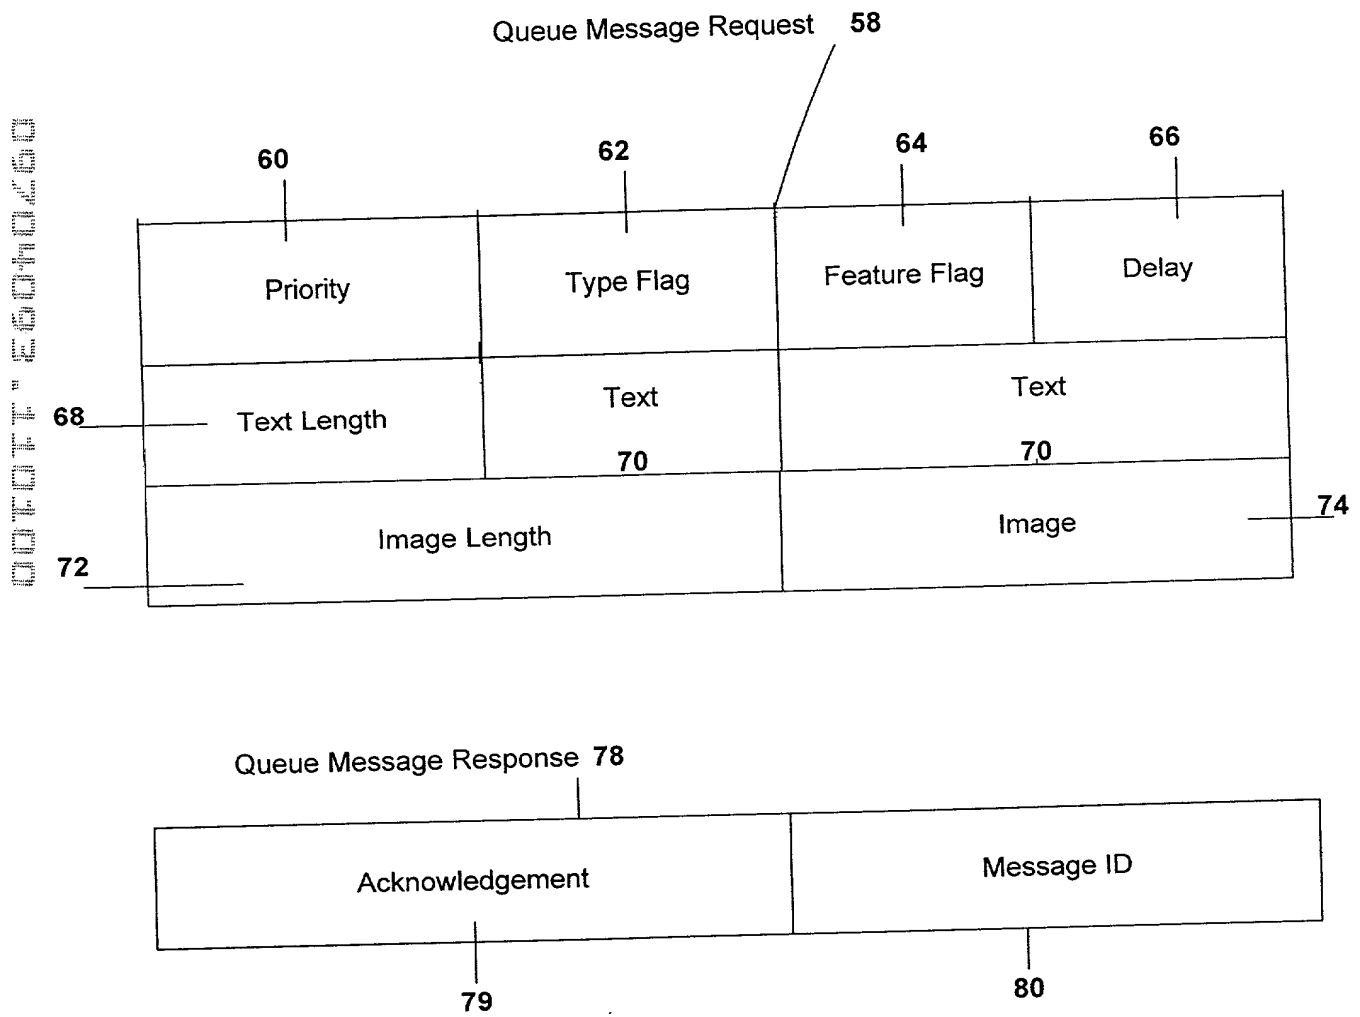 Queue Message Request 58
60 62 64 66
Priority Type Flag Feature Flag Delay
68 Text Length Text 70 Text 70
72 Image Length Image 74
Queue Message Response 78
Acknowledgement Message ID
79 80